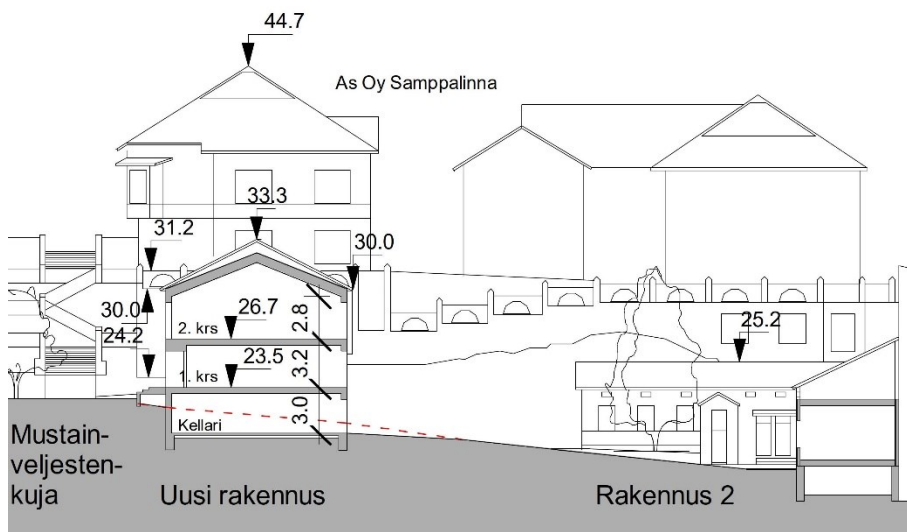 44.7
As Oy Samppalinna
33.3
31.2
30.0
30.0
26.7
2.8
2. krs
25.2
24.2
23.5
3.2
1. krs
3.0
Kellari
Mustain-
veljesten-
kuja
Uusi rakennus
Rakennus 2